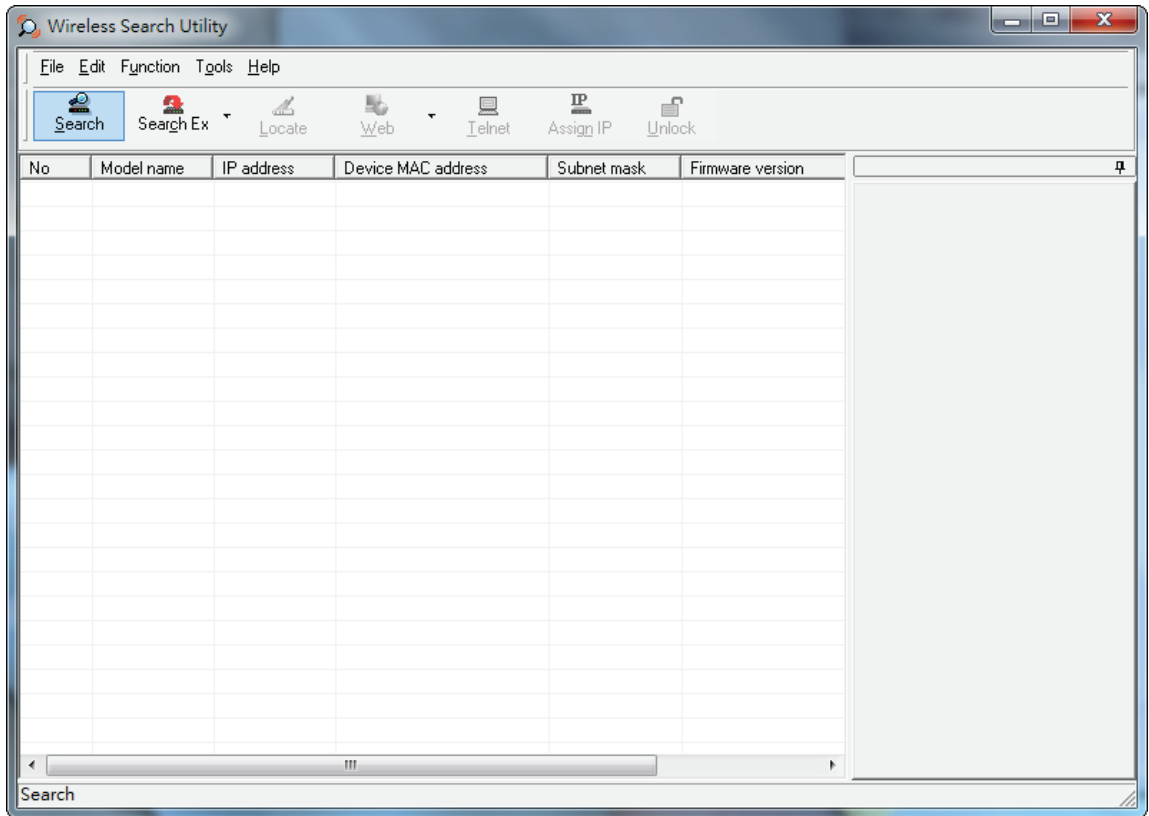 Wireless Search Utility
File Edit Function Tools Help
Search Search Ex Locate Web Telnet Assign IP Unlock
No Model name IP address Device MAC address Subnet mask Firmware version
Search